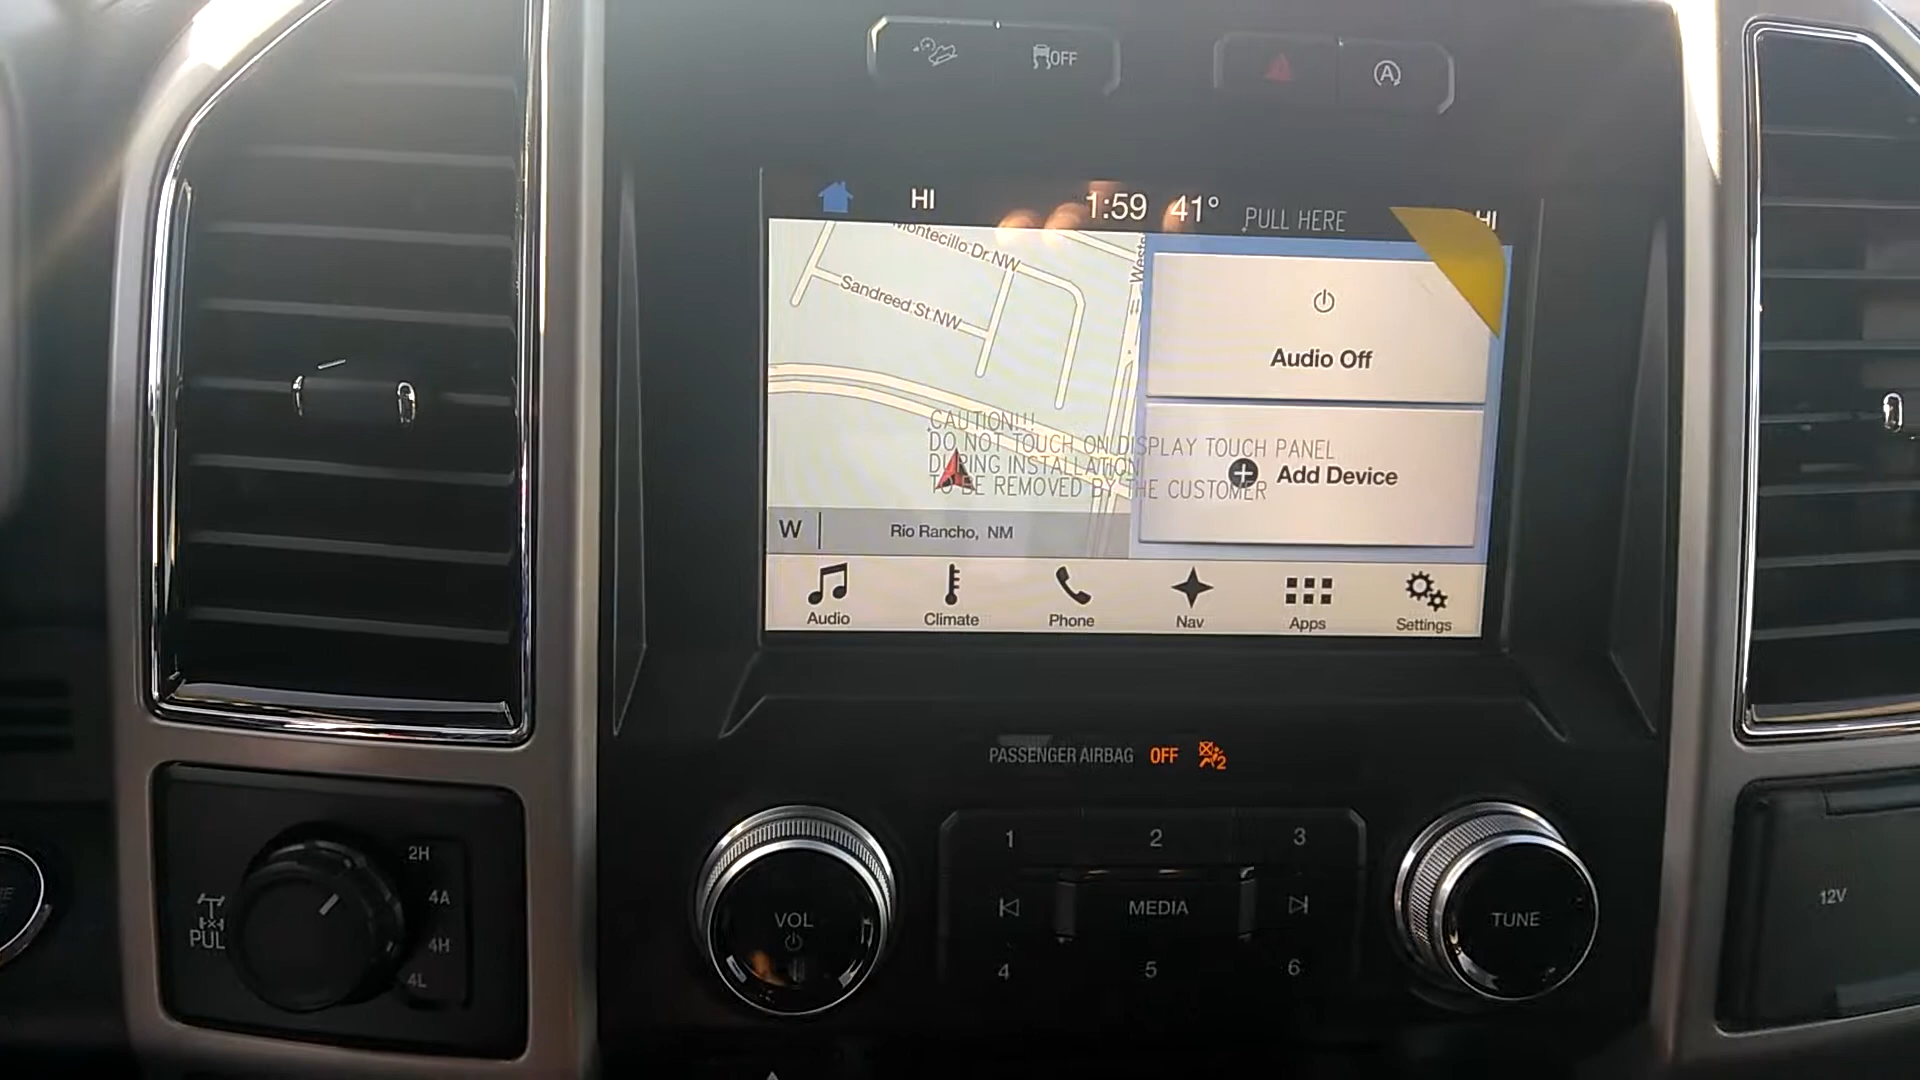 OFF
HI
1:59 41°
PULL HERE
HI
Montecillo Dr NW
Sandreed St NW
Audio Off
CAUTION!!!
DO NOT TOUCH ON DISPLAY TOUCH PANEL
DURING INSTALLATION
TO BE REMOVED BY THE CUSTOMER
Add Device
W
Rio Rancho, NM
Audio
Climate
Phone
Nav
Apps
Settings
PASSENGER AIRBAG OFF
2
1
2
3
2H
4A
4H
4L
PUL
VOL
MEDIA
TUNE
12V
4
5
6